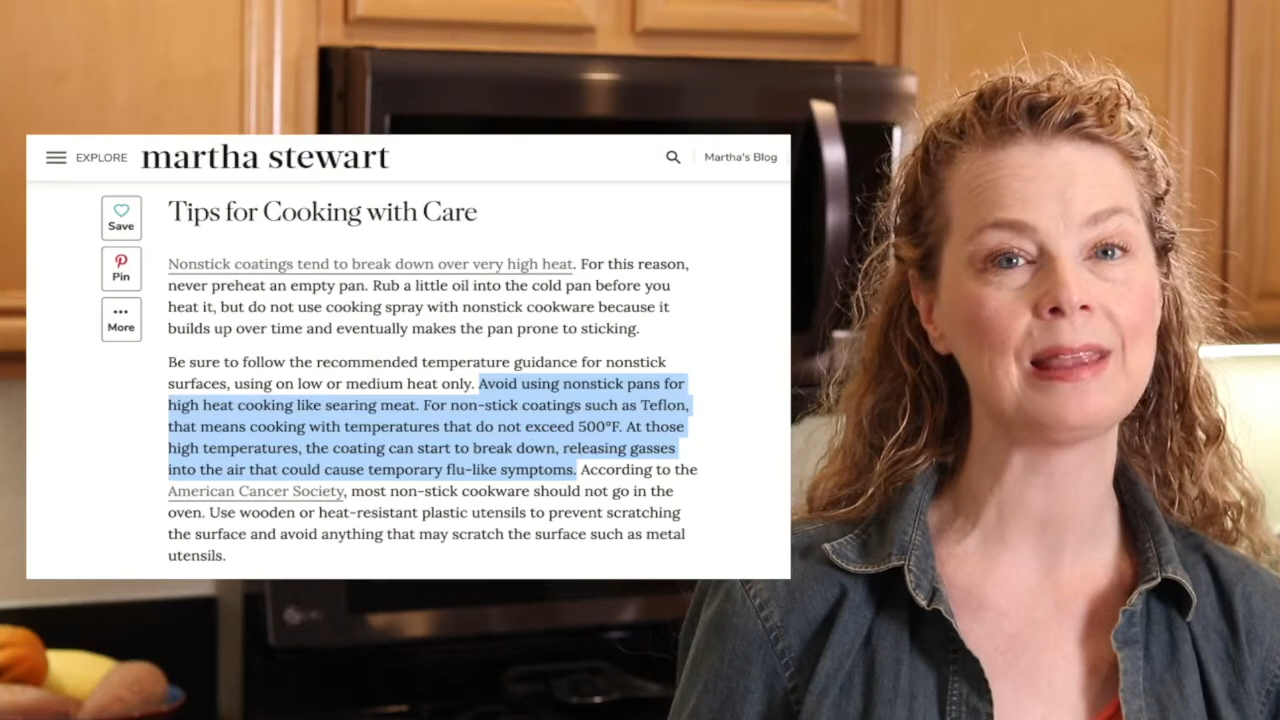 EXPLORE martha stewart Martha's Blog
Tips for Cooking with Care
Save
Pin
More
Nonstick coatings tend to break down over very high heat. For this reason,
never preheat an empty pan. Rub a little oil into the cold pan before you
heat it, but do not use cooking spray with nonstick cookware because it
builds up over time and eventually makes the pan prone to sticking.
Be sure to follow the recommended temperature guidance for nonstick
surfaces, using on low or medium heat only. Avoid using nonstick pans for
high heat cooking like searing meat. For non-stick coatings such as Teflon,
that means cooking with temperatures that do not exceed 500°F. At those
high temperatures, the coating can start to break down, releasing gasses
into the air that could cause temporary flu-like symptoms. According to the
American Cancer Society, most non-stick cookware should not go in the
oven. Use wooden or heat-resistant plastic utensils to prevent scratching
the surface and avoid anything that may scratch the surface such as metal
utensils.